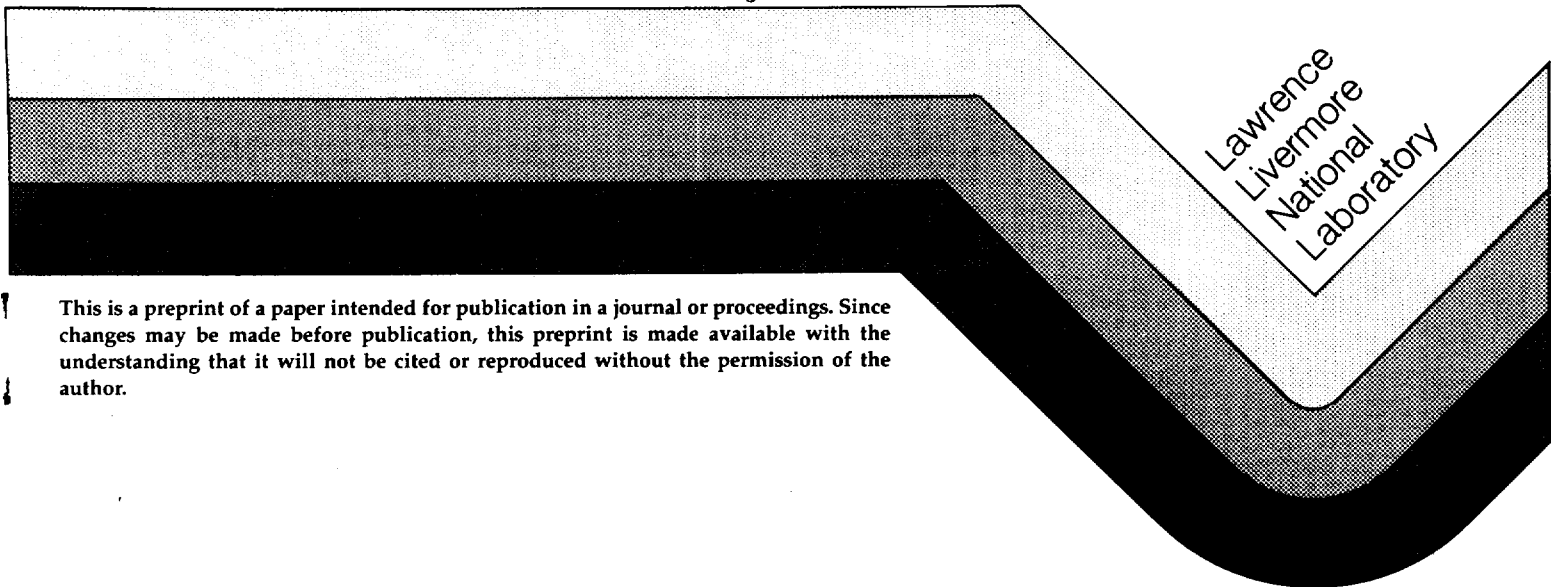 Lawrence
Livermore
National
Laboratory
This is a preprint of a paper intended for publication in a journal or proceedings. Since
changes may be made before publication, this preprint is made available with the
understanding that it will not be cited or reproduced without the permission of the
author.